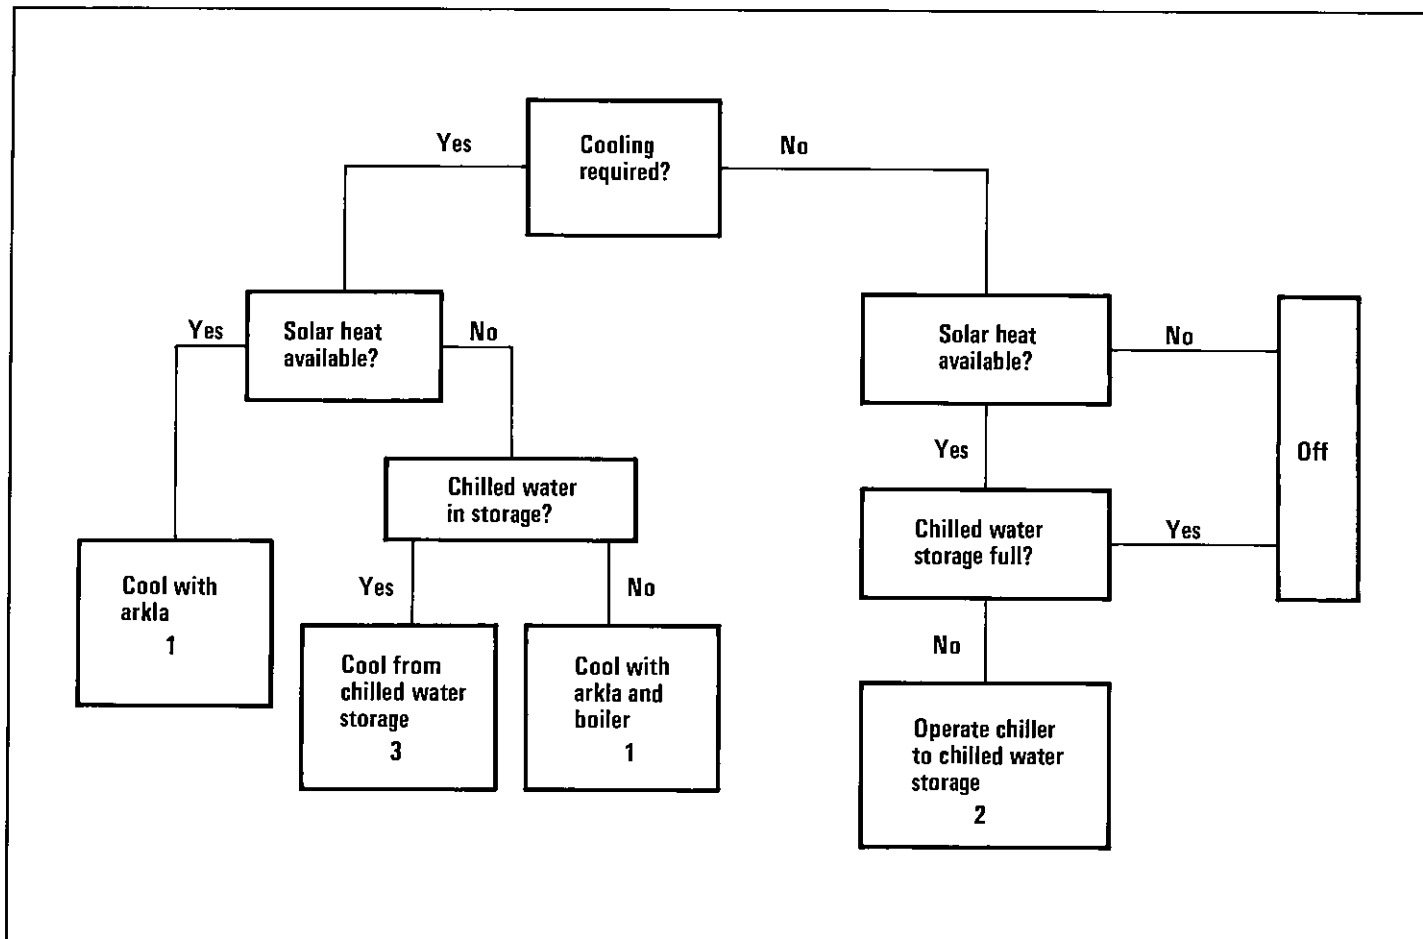 Cooling
required?
Yes
No
Solar heat
available?
Yes
No
Chilled water
in storage?
Yes
No
Cool with
arkla
1
Cool from
chilled water
storage
3
Cool with
arkla and
boiler
1
Solar heat
available?
No
Yes
Off
Chilled water
storage full?
Yes
No
Operate chiller
to chilled water
storage
2